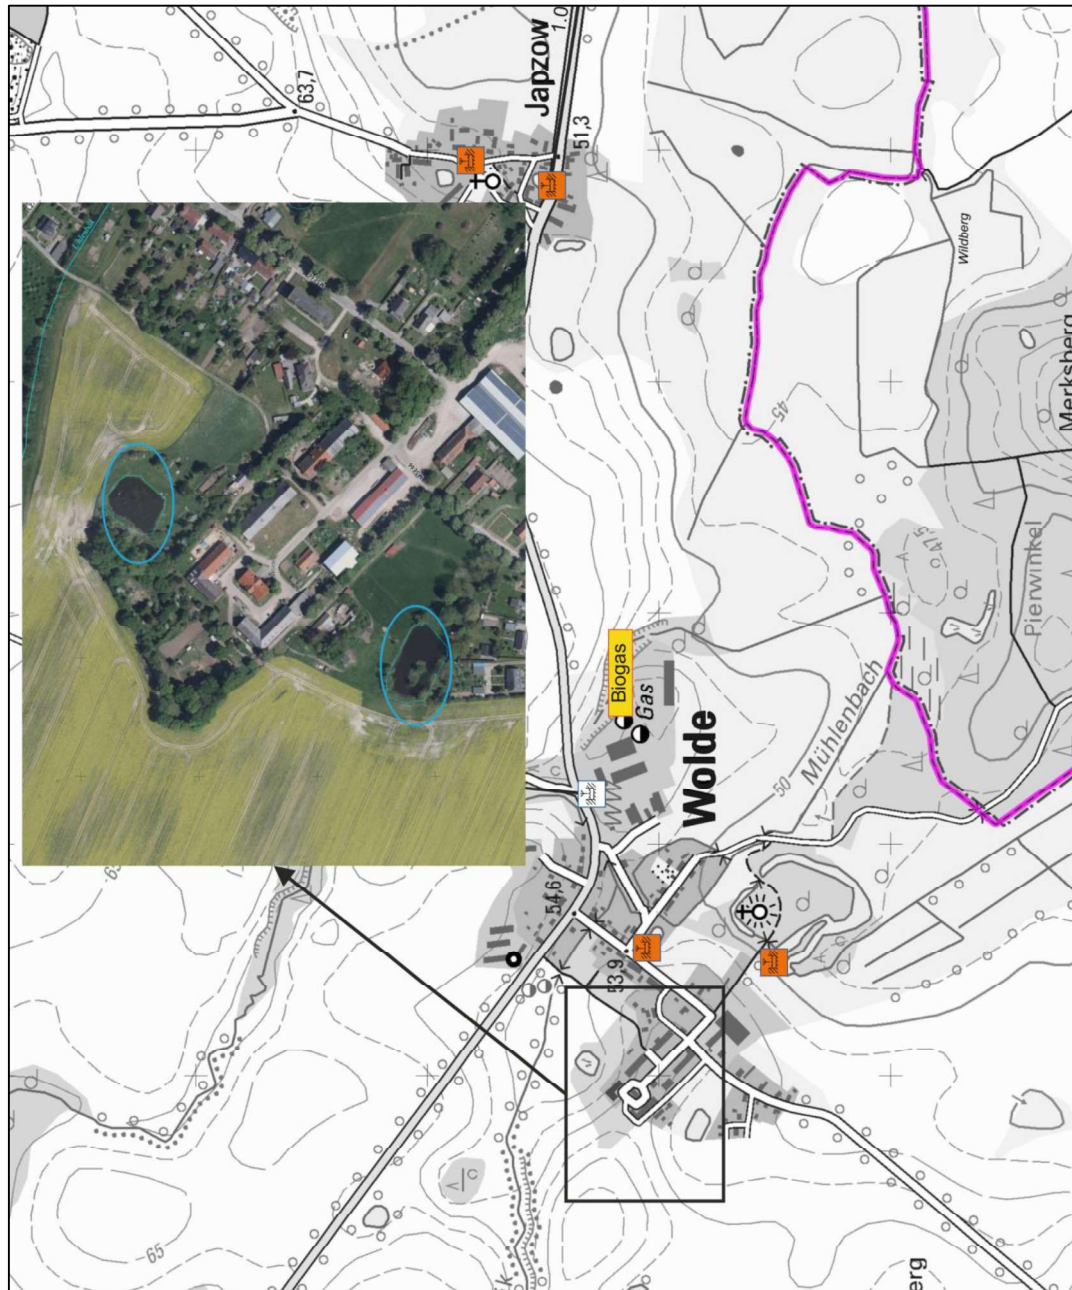 Japzow
63,7
51,3
1.0
Wildberg
Merksberg
45
47,5
Pierwinkel
Biogas
Gas
Wolde
Mühlenbach
50
54,6
53,9
65
erg